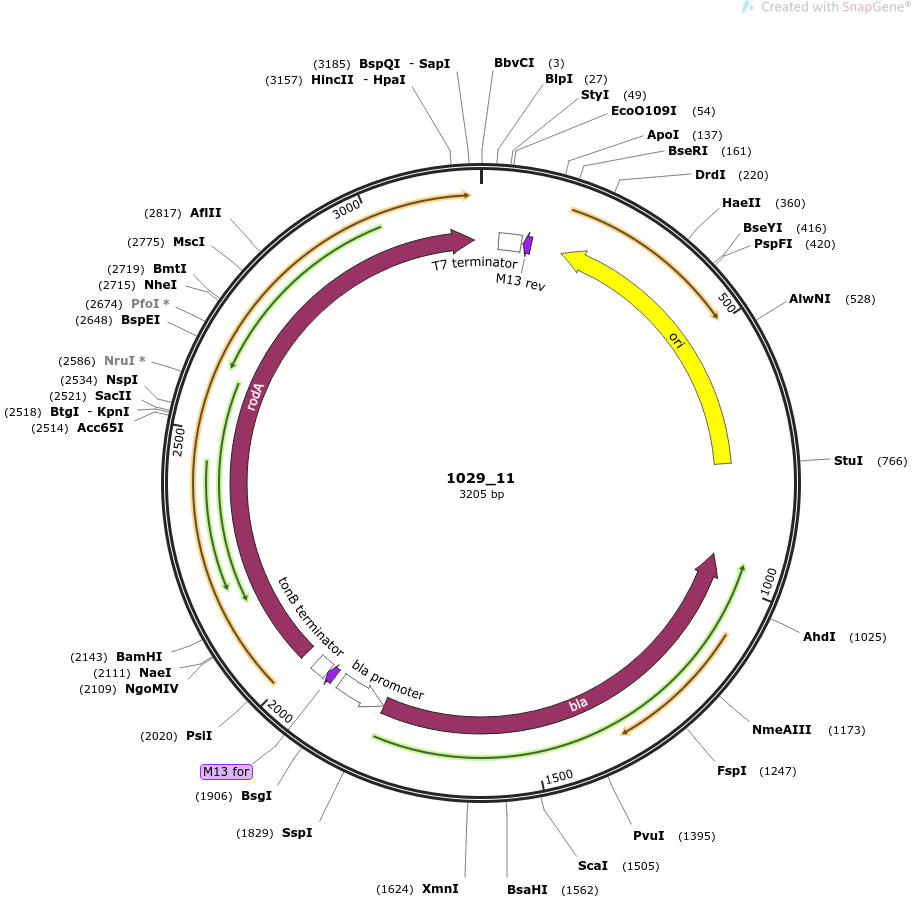 Created with SnapGene®
(3185) BspQI - SapI
(3157) HincII - HpaI
BbvCI (3)
BlpI (27)
StyI (49)
EcoO109I (54)
ApoI (137)
BseRI (161)
DrdI (220)
HaeII (360)
BseYI (416)
PspFI (420)
AlwNI (528)
StuI (766)
AhdI (1025)
NmeAIII (1173)
FspI (1247)
PvuI (1395)
ScaI (1505)
BsaHI (1562)
(1624) XmnI
(1829) SspI
(1906) BsgI
M13 for
(2020) PsiI
(2109) NgoMIV
(2111) NaeI
(2143) BamHI
(2514) Acc65I
(2518) BtgI - KpnI
(2521) SacII
(2534) NspI
(2586) NruI *
(2648) BspEI
(2674) PfoI *
(2715) NheI
(2719) BmtI
(2775) MscI
(2817) AflII
500
1000
1500
2000
2500
3000
T7 terminator
M13 rev
ori
bla
bla promoter
tonB terminator
rodA
1029_11
3205 bp